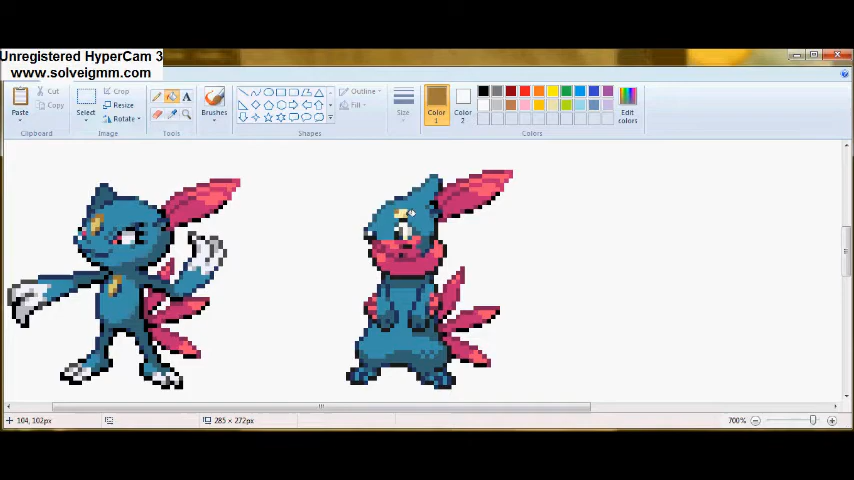 Unregistered HyperCam 3
www.solveigmm.com
Paste
Cut
Copy
Clipboard
Select
Crop
Resize
Rotate
Image
A
Tools
Brushes
Shapes
Outline
Fill
Size
Color 1
Color 2
Edit colors
Colors
104, 102px
285 × 272px
700%